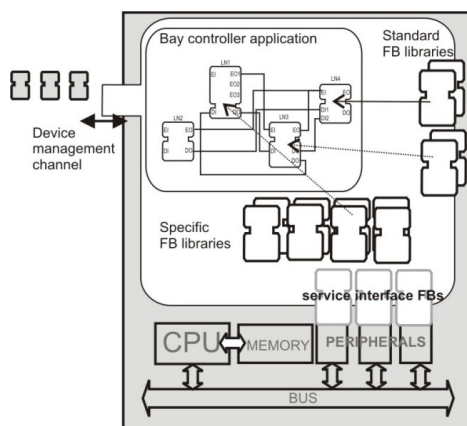 Bay controller application
Standard
FB libraries
LN1
EI
EO1
EO2
EO3
DI
DO
LN4
EI
EO
DI1
DI2
DO
LN2
EI
EO
DI
DO
LN3
EI
EO
DI
DO
DO
Device
management
channel
Specific
FB libraries
service interface FBs
CPU
MEMORY
PERIPHERALS
BUS